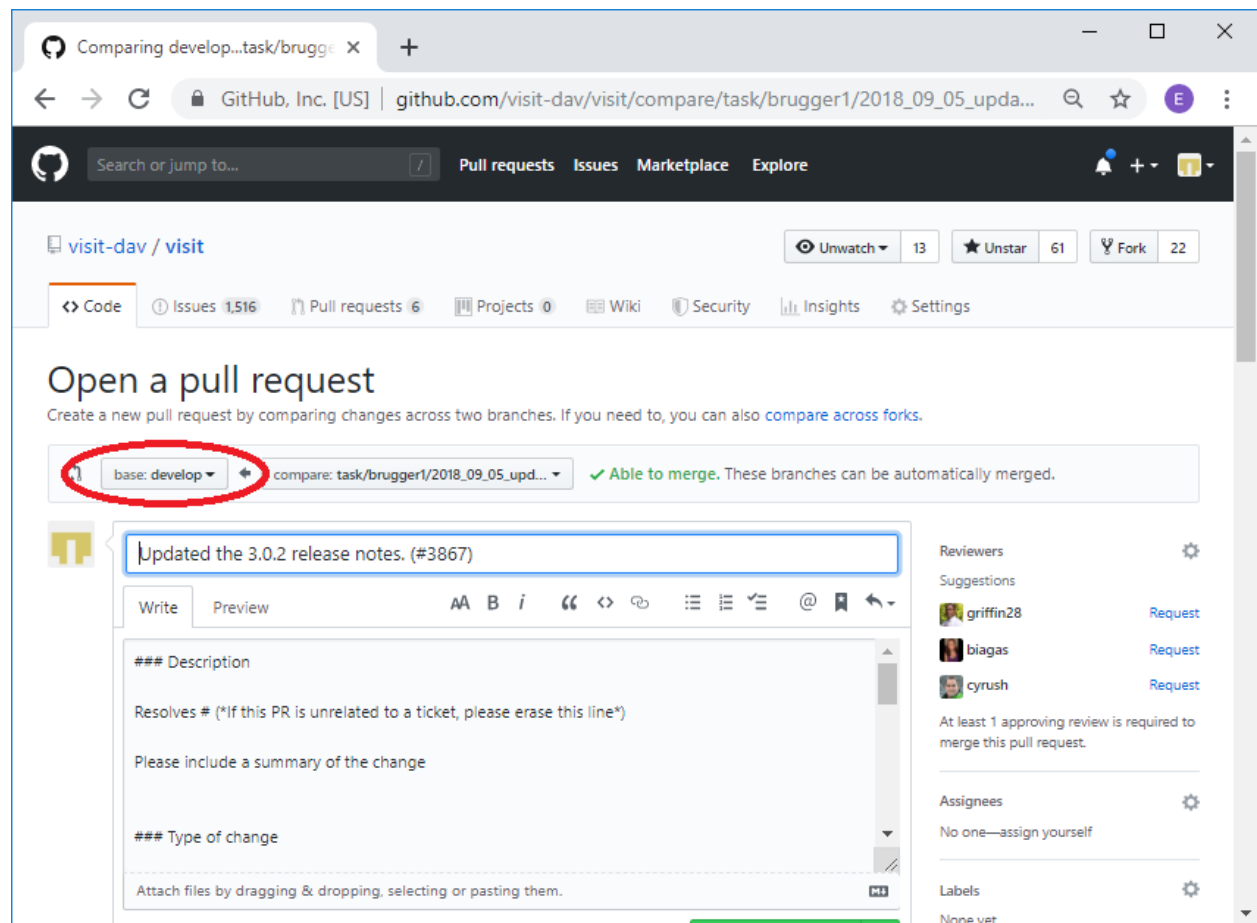 Comparing develop...task/brugge
GitHub, Inc. [US] | github.com/visit-dav/visit/compare/task/brugger1/2018_09_05_upda... E
Search or jump to... / Pull requests Issues Marketplace Explore
visit-dav / visit Unwatch 13 Unstar 61 Fork 22
Code Issues 1,516 Pull requests 6 Projects 0 Wiki Security Insights Settings
Open a pull request
Create a new pull request by comparing changes across two branches. If you need to, you can also compare across forks.
base: develop compare: task/brugger1/2018_09_05_upd... Able to merge. These branches can be automatically merged.
Updated the 3.0.2 release notes. (#3867)
Write Preview AA B i
### Description
Resolves # (*If this PR is unrelated to a ticket, please erase this line*)
Please include a summary of the change
### Type of change
Attach files by dragging & dropping, selecting or pasting them.
Reviewers
Suggestions
griffin28 Request
biagas Request
cyrush Request
At least 1 approving review is required to
merge this pull request.
Assignees
No one—assign yourself
Labels
None yet